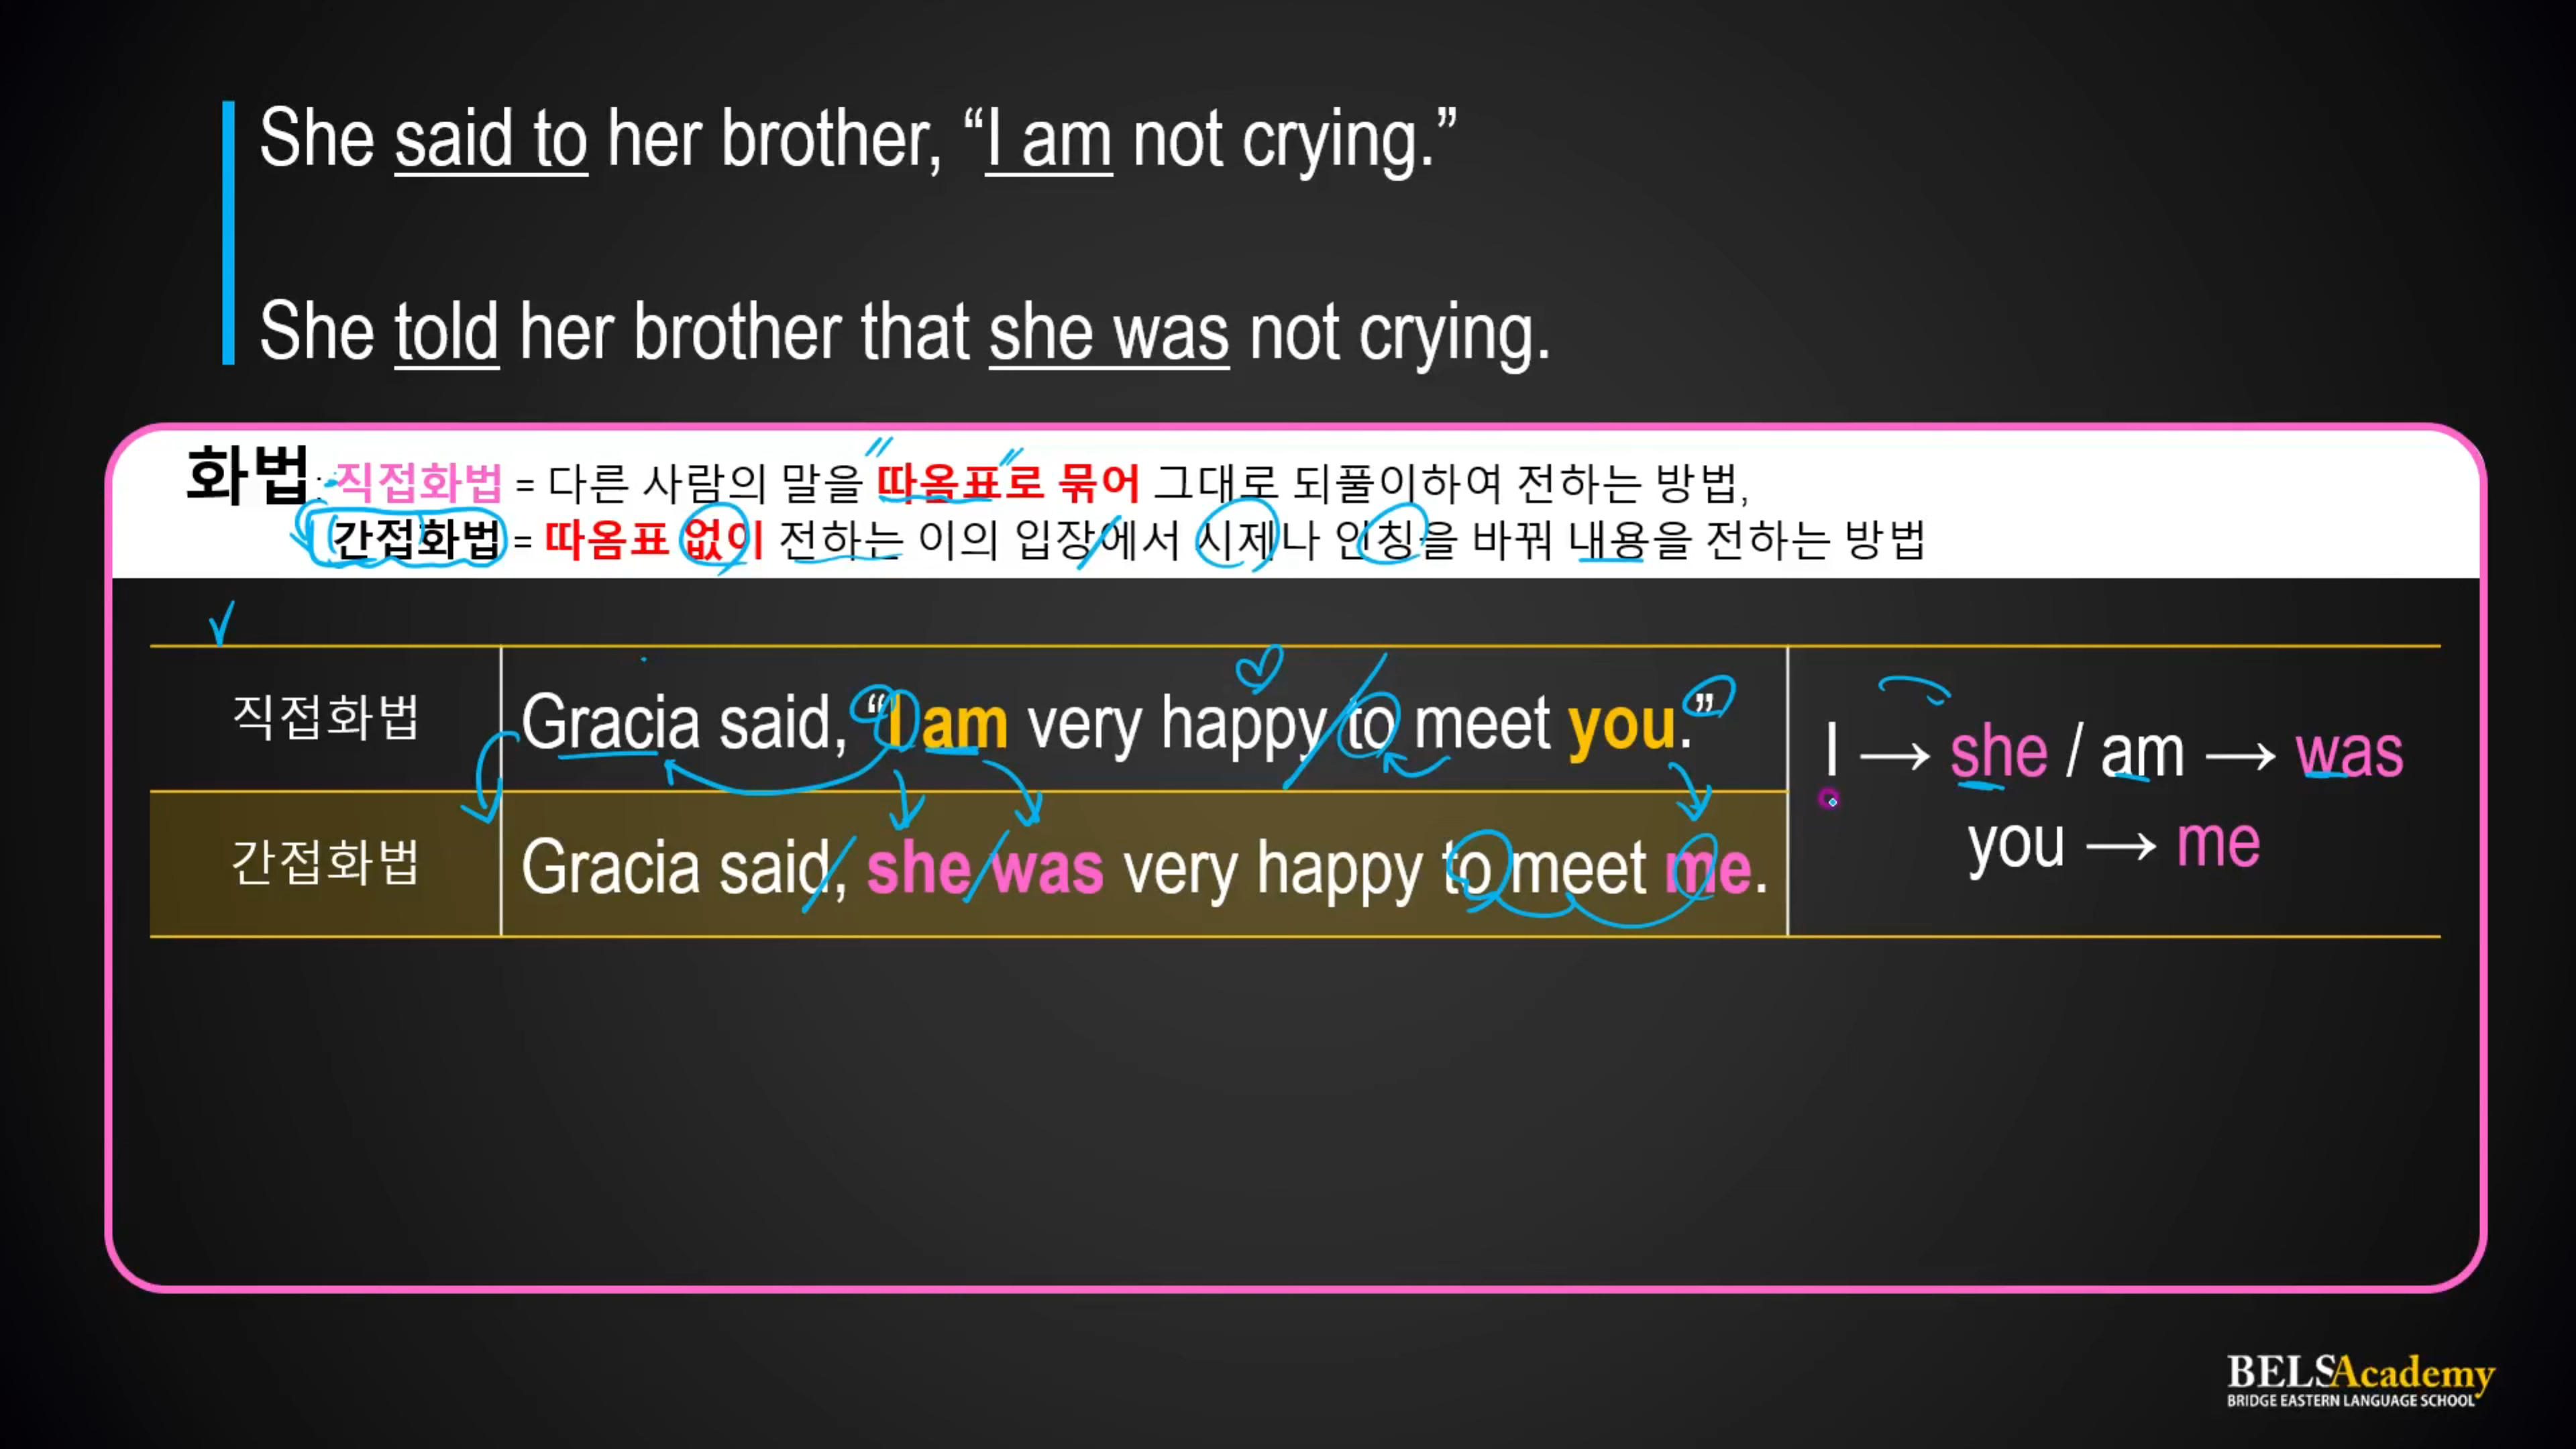 She said to her brother, “I am not crying.”
She told her brother that she was not crying.
화법: 직접화법 = 다른 사람의 말을 따옴표로 묶어 그대로 되풀이하여 전하는 방법,
간접화법 = 따옴표 없이 전하는 이의 입장에서 시제나 인칭을 바꿔 내용을 전하는 방법
직접화법 Gracia said, “I am very happy to meet you.”
I → she / am → was
you → me
간접화법 Gracia said, she was very happy to meet me.
BELSAcademy
BRIDGE EASTERN LANGUAGE SCHOOL